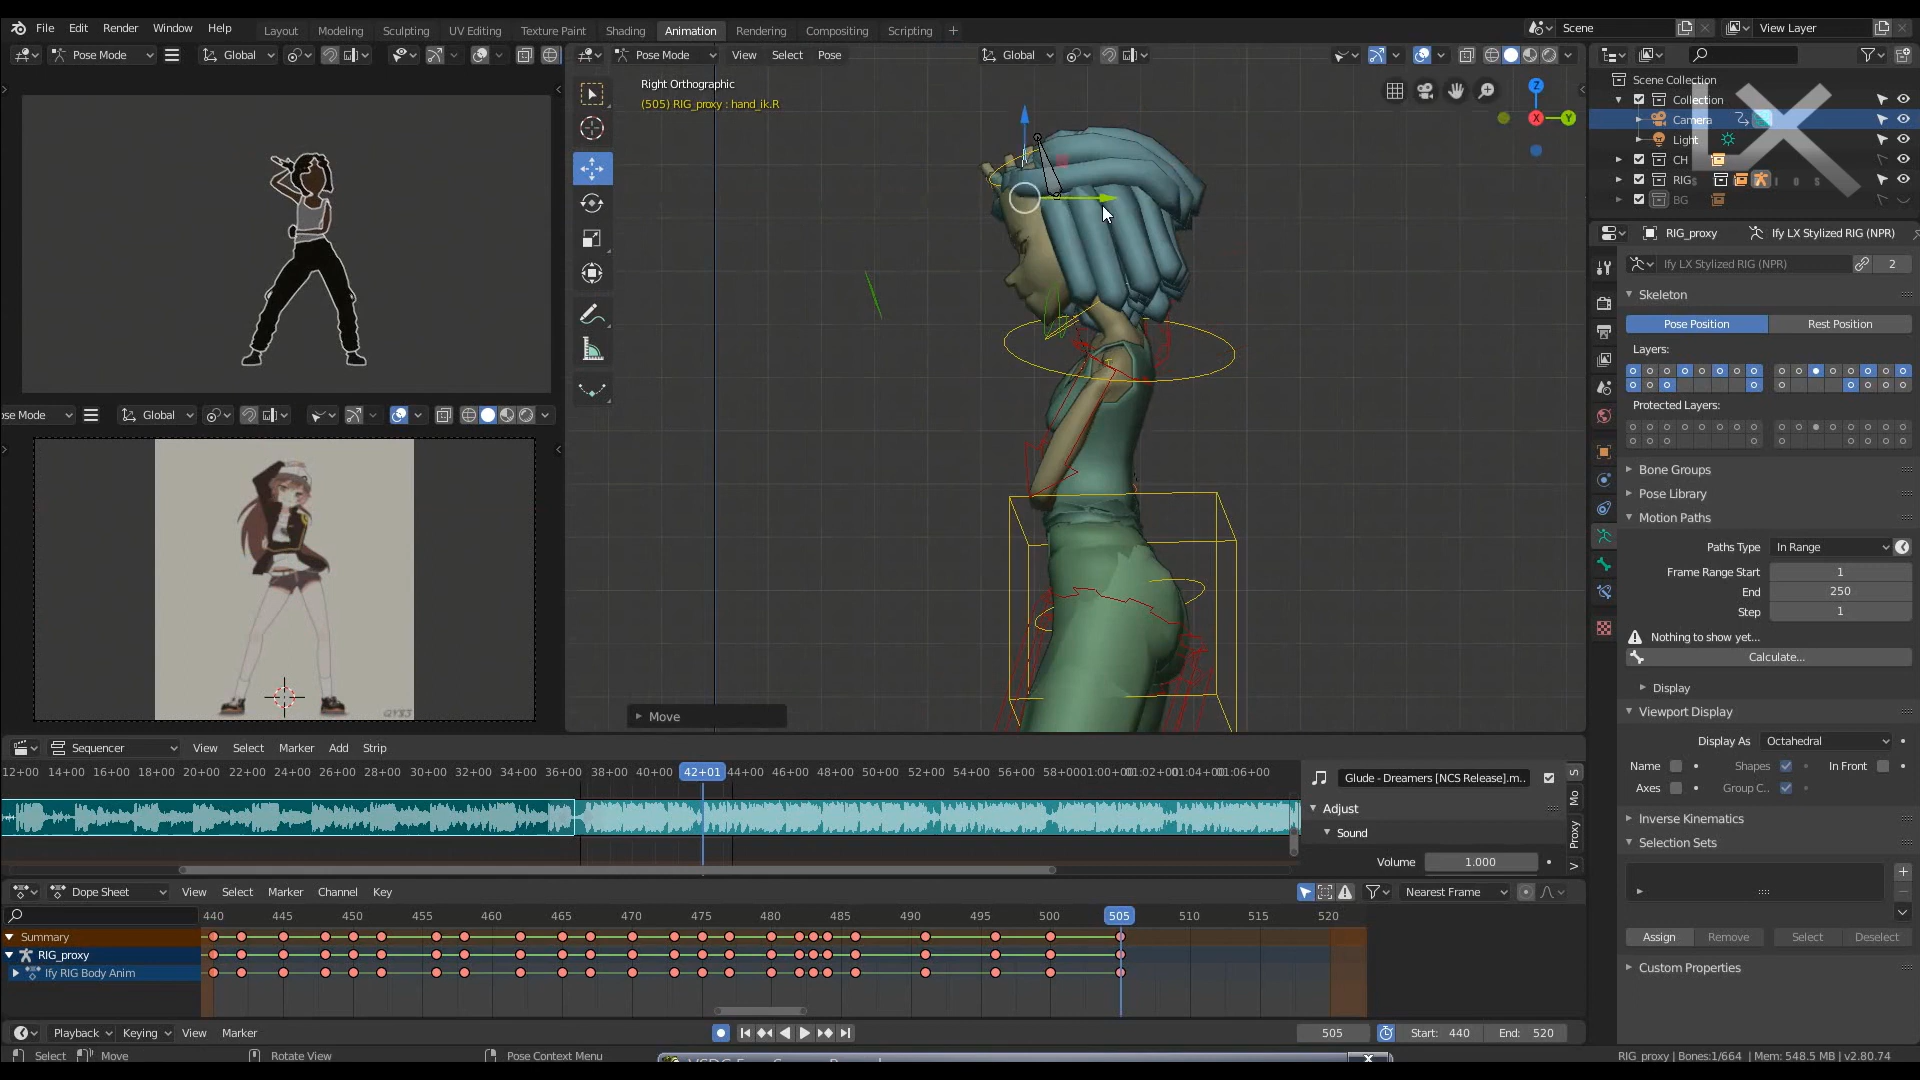 File Edit Render Window Help
Layout Modeling Sculpting UV Editing Texture Paint Shading Animation Rendering Compositing Scripting +
Scene
View Layer
Pose Mode
Global
Pose Mode View Select Pose
Global
Right Orthographic
(505) RIG_proxy : hand_ik.R
Z
X
Y
Move
Scene Collection
Collection
Camera
Light
CH
RIG
BG
LX
RIG_proxy Ify LX Stylized RIG (NPR)
Ify LX Stylized RIG (NPR) 2
Skeleton
Pose Position Rest Position
Layers:
Protected Layers:
Bone Groups
Pose Library
Motion Paths
Paths Type In Range
Frame Range Start 1
End 250
Step 1
Nothing to show yet...
Calculate...
Display
Viewport Display
Display As Octahedral
Name Shapes In Front
Axes Group C..
Inverse Kinematics
Selection Sets
Assign Remove Select Deselect
Custom Properties
ose Mode
Global
Sequencer View Select Marker Add Strip
12+00 14+00 16+00 18+00 20+00 22+00 24+00 26+00 28+00 30+00 32+00 34+00 36+00 38+00 40+00 42+01 44+00 46+00 48+00 50+00 52+00 54+00 56+00 58+00 01:00+00 01:02+00 01:04+00 01:06+00
Glude - Dreamers [NCS Release].m..
Adjust
Sound
Volume 1.000
S
Mo
Proxy
V
Dope Sheet View Select Marker Channel Key
Nearest Frame
440 445 450 455 460 465 470 475 480 485 490 495 500 505 510 515 520
Summary
RIG_proxy
Ify RIG Body Anim
Playback Keying View Marker
505 Start: 440 End: 520
Select Move Rotate View Pose Context Menu
RIG_proxy | Bones:1/664 | Mem: 548.5 MB | v2.80.74